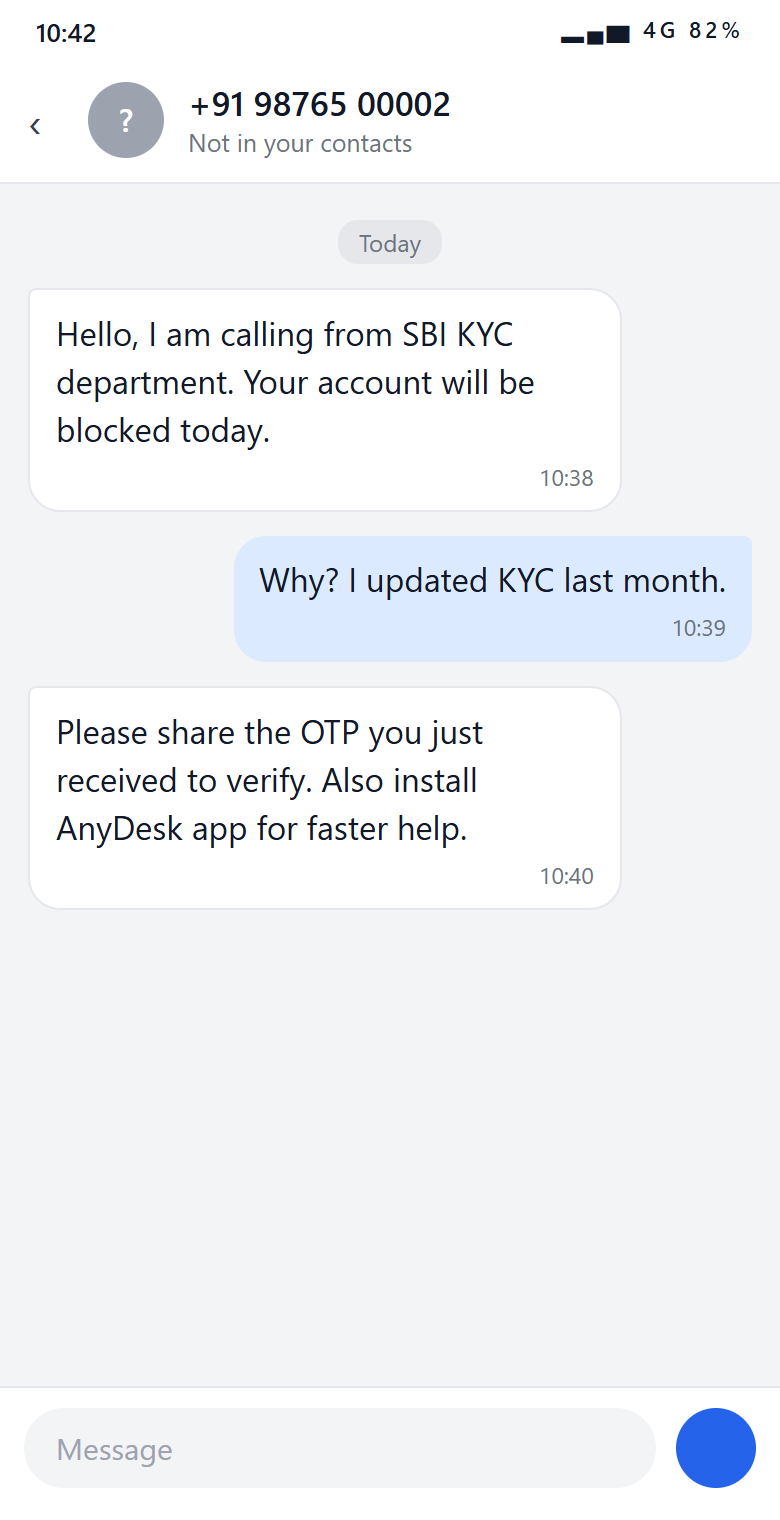 10:42 4G 82%
‹
?
+91 98765 00002
Not in your contacts
Today
Hello, I am calling from SBI KYC
department. Your account will be
blocked today.
10:38
Why? I updated KYC last month.
10:39
Please share the OTP you just
received to verify. Also install
AnyDesk app for faster help.
10:40
Message